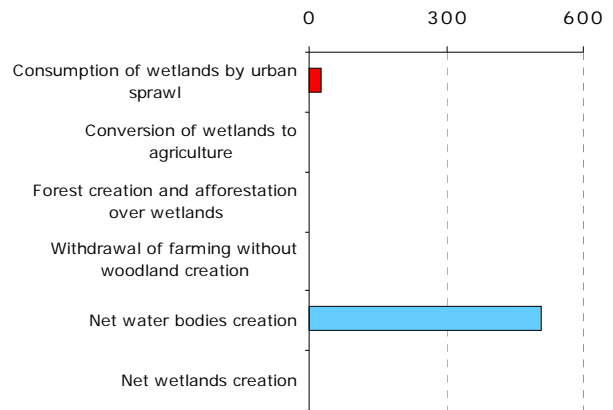 0 300 600
Consumption of wetlands by urban
sprawl
Conversion of wetlands to
agriculture
Forest creation and afforestation
over wetlands
Withdrawal of farming without
woodland creation
Net water bodies creation
Net wetlands creation